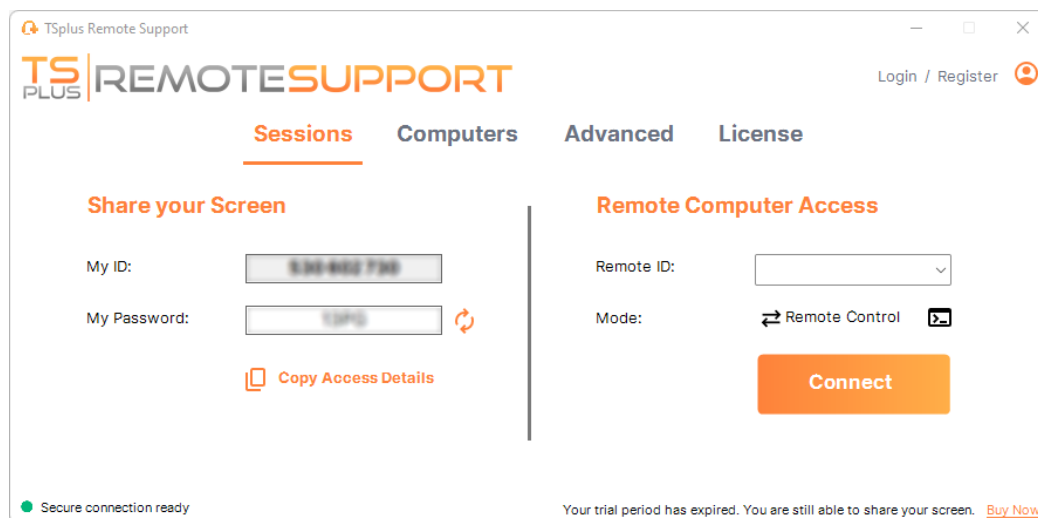 TSplus Remote Support
TS PLUS REMOTESUPPORT
Login / Register
Sessions Computers Advanced License
Share your Screen
My ID:
My Password:
Copy Access Details
Remote Computer Access
Remote ID:
Mode: Remote Control
Connect
Secure connection ready
Your trial period has expired. You are still able to share your screen. Buy Now